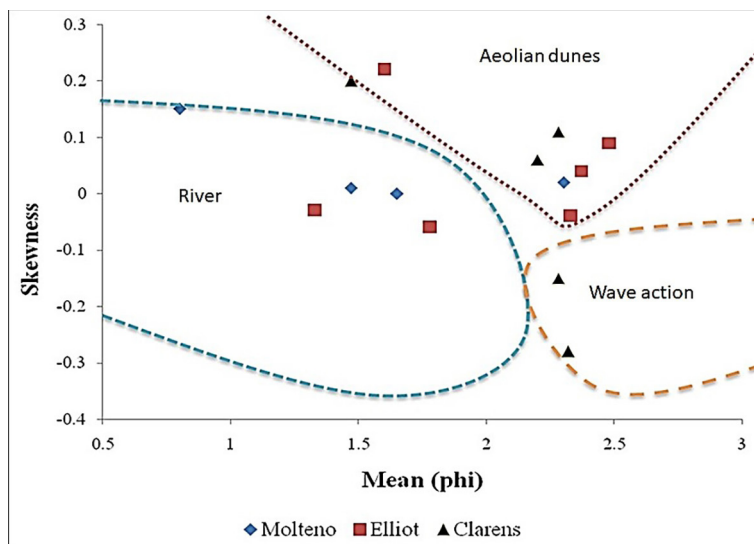 0.3
0.2
0.1
0
-0.1
-0.2
-0.3
-0.4
Skewness
Aeolian dunes
River
Wave action
0.5 1 1.5 2 2.5 3
Mean (phi)
Molteno Elliot Clarens